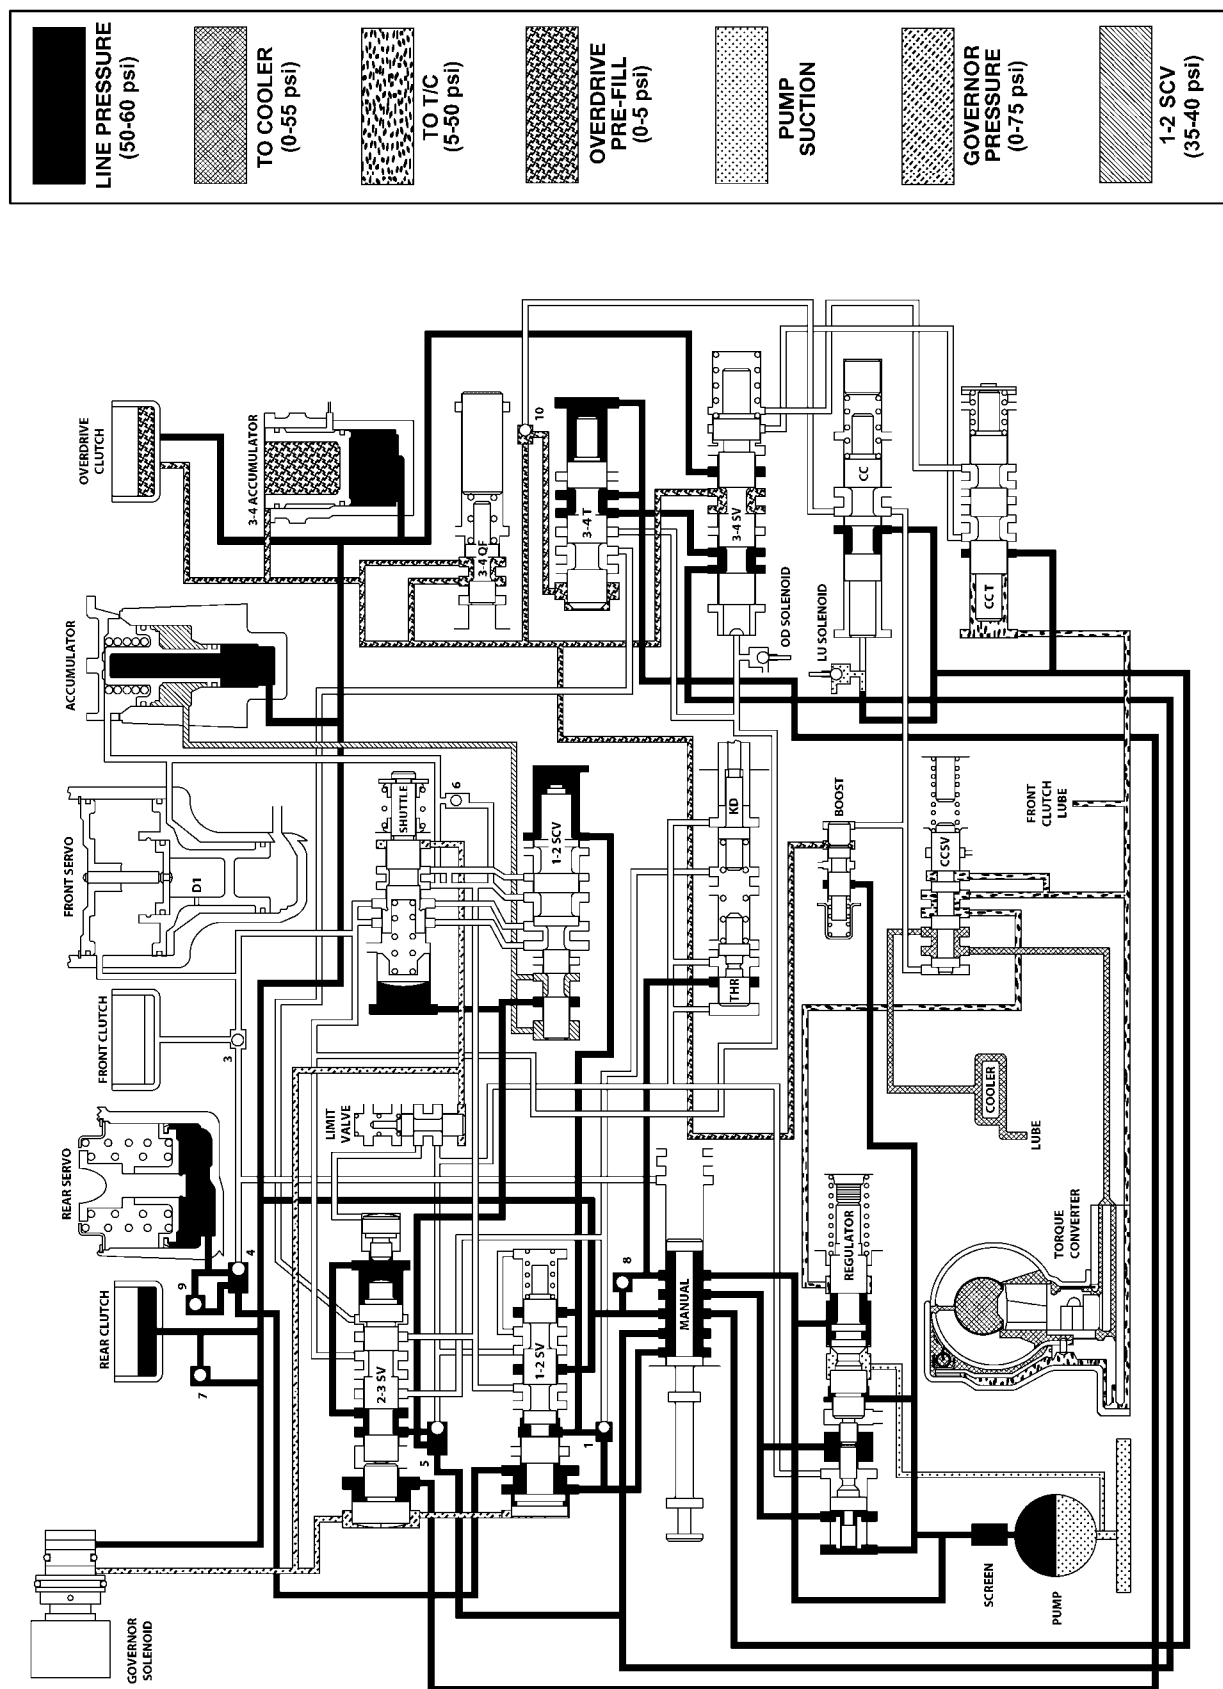 LINE PRESSURE
(50-60 psi)
TO COOLER
(0-55 psi)
TO T/C
(5-50 psi)
OVERDRIVE
PRE-FILL
(0-5 psi)
PUMP
SUCTION
GOVERNOR
PRESSURE
(0-75 psi)
1-2 SCV
(35-40 psi)
GOVERNOR
SOLENOID
REAR CLUTCH
7
REAR SERVO
9
4
FRONT CLUTCH
3
FRONT SERVO
D1
ACCUMULATOR
OVERDRIVE
CLUTCH
3-4 ACCUMULATOR
2-3 SV
5
LIMIT
VALVE
SHUTTLE
6
3-4 QF
10
1-2 SV
1
1-2 SCV
3-4 T
MANUAL
8
THR
KD
3-4 SV
OD SOLENOID
LU SOLENOID
REGULATOR
BOOST
CC
CCSV
CC T
SCREEN
PUMP
TORQUE
CONVERTER
COOLER
LUBE
FRONT
CLUTCH
LUBE